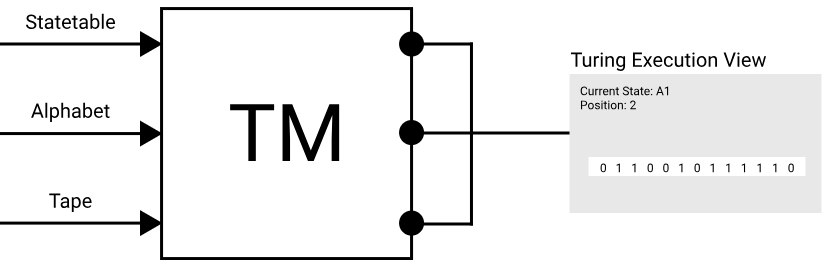 Statetable
Alphabet
Tape
TM
Turing Execution View
Current State: A1
Position: 2
0 1 1 0 0 1 0 1 1 1 1 1 0